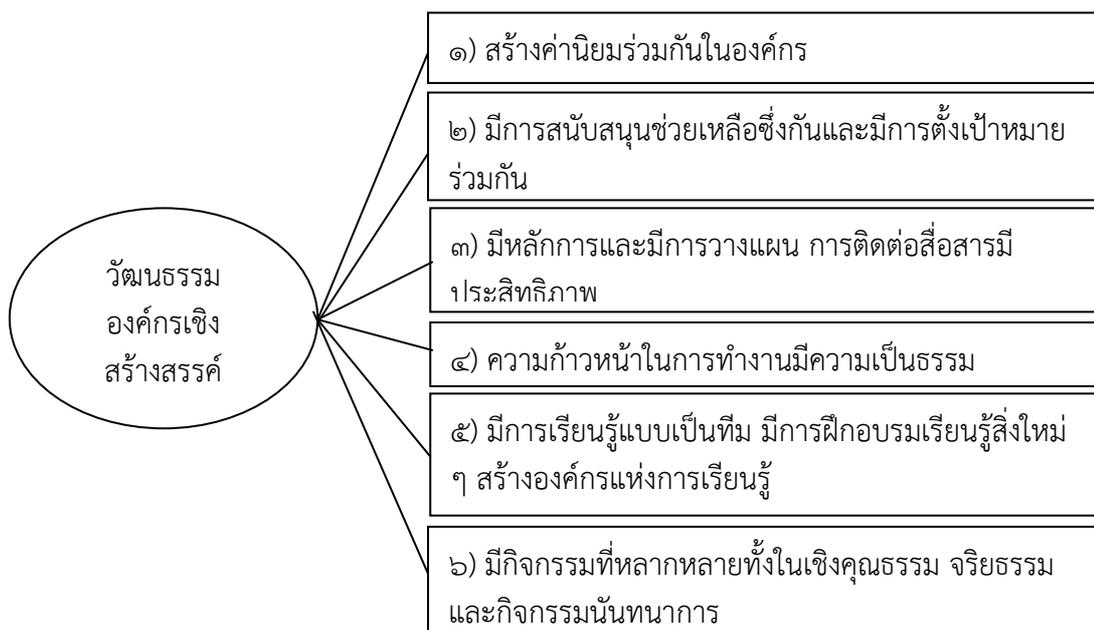 วัฒนธรรม
องค์กรเชิง
สร้างสรรค์
๑) สร้างค่านิยมร่วมกันในองค์กร
๒) มีการสนับสนุนช่วยเหลือซึ่งกันและมีการตั้งเป้าหมาย
ร่วมกัน
๓) มีหลักการและมีการวางแผน การติดต่อสื่อสารมี
ประสิทธิภาพ
๔) ความก้าวหน้าในการทำงานมีความเป็นธรรม
๕) มีการเรียนรู้แบบเป็นทีม มีการฝึกอบรมเรียนรู้สิ่งใหม่
ๆ สร้างองค์กรแห่งการเรียนรู้
๖) มีกิจกรรมที่หลากหลายทั้งในเชิงคุณธรรม จริยธรรม
และกิจกรรมนันทนาการ